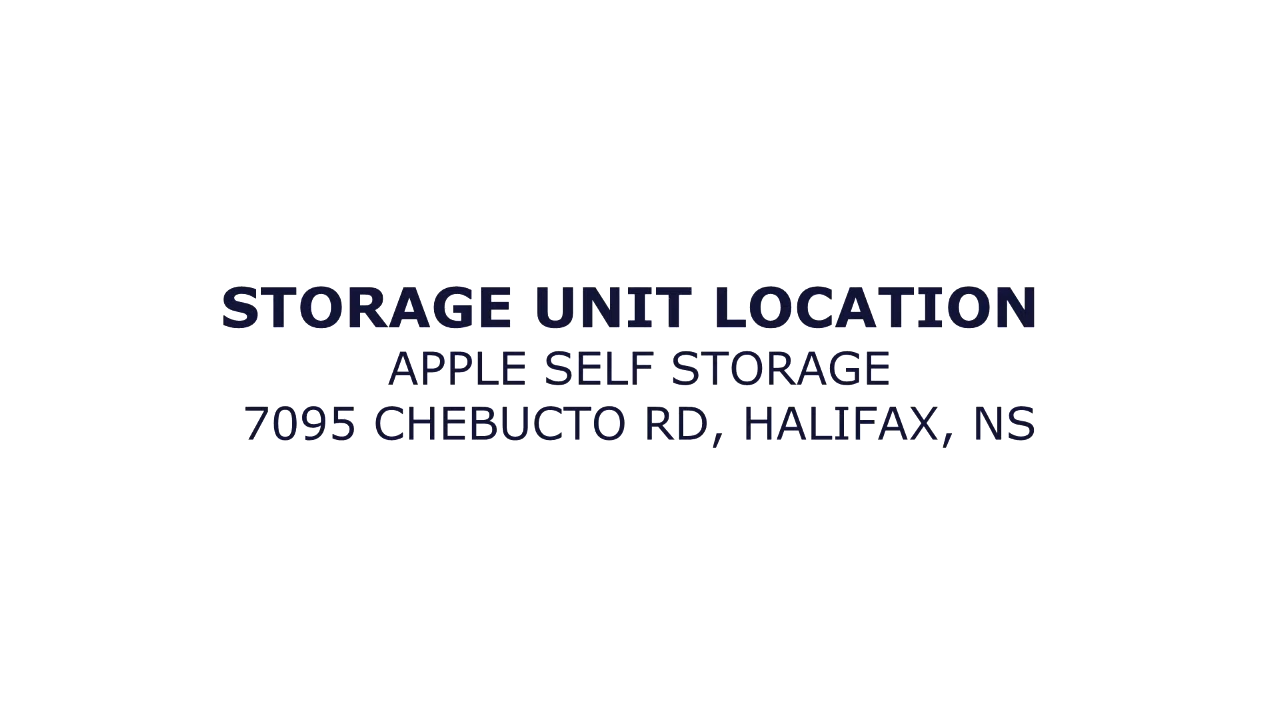 STORAGE UNIT LOCATION
APPLE SELF STORAGE
7095 CHEBUCTO RD, HALIFAX, NS